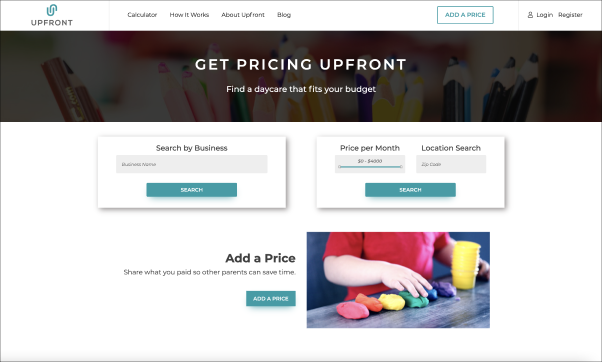 UPFRONT
Calculator
How It Works
About Upfront
Blog
ADD A PRICE
Login
Register
GET PRICING UPFRONT
Find a daycare that fits your budget
Search by Business
Business Name
SEARCH
Price per Month
$0 - $4000
Location Search
Zip Code
SEARCH
Add a Price
Share what you paid so other parents can save time.
ADD A PRICE